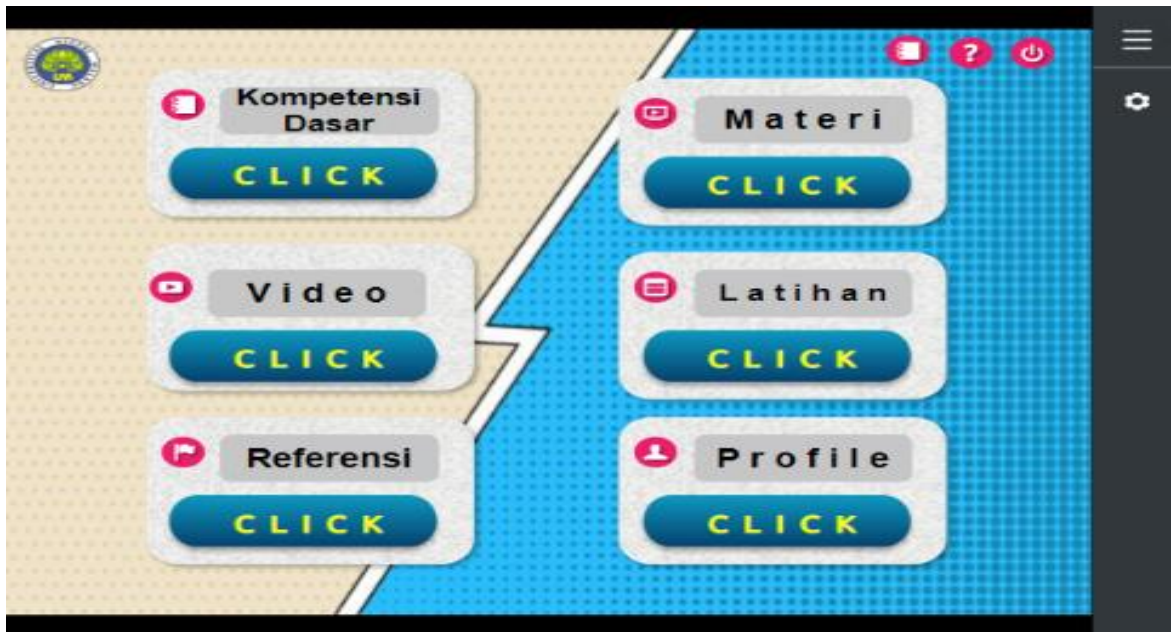 Kompetensi
Dasar
CLICK
Materi
CLICK
Video
CLICK
Latihan
CLICK
Referensi
CLICK
Profile
CLICK
?